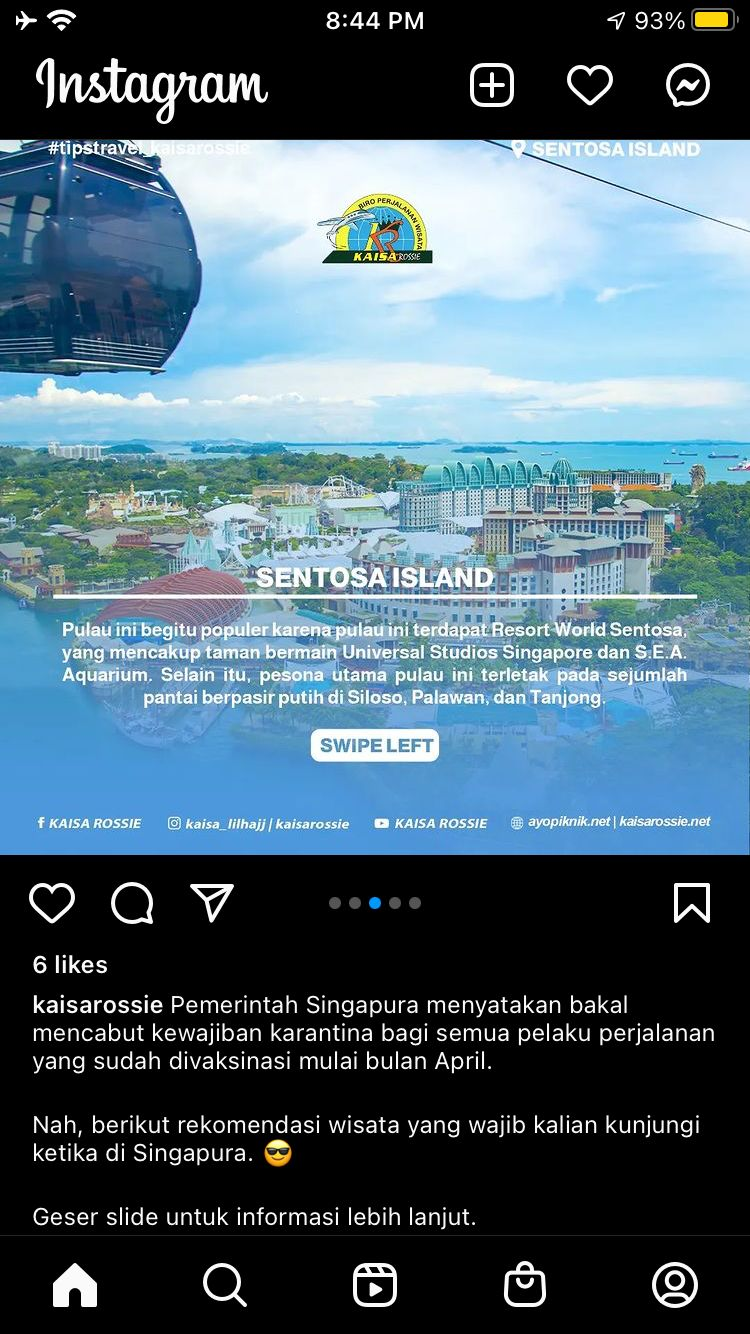 8:44 PM
93%
Instagram
#tipstravel_kaisarossie
SENTOSA ISLAND
BIRO PERJALANAN WISATA
KR
KAISA ROSSIE
SENTOSA ISLAND
Pulau ini begitu populer karena pulau ini terdapat Resort World Sentosa,
yang mencakup taman bermain Universal Studios Singapore dan S.E.A.
Aquarium. Selain itu, pesona utama pulau ini terletak pada sejumlah
pantai berpasir putih di Siloso, Palawan, dan Tanjong.
SWIPE LEFT
f KAISA ROSSIE
kaisa_lilhajj | kaisarossie
KAISA ROSSIE
ayopiknik.net | kaisarossie.net
6 likes
kaisarossie Pemerintah Singapura menyatakan bakal
mencabut kewajiban karantina bagi semua pelaku perjalanan
yang sudah divaksinasi mulai bulan April.
Nah, berikut rekomendasi wisata yang wajib kalian kunjungi
ketika di Singapura. 😎
Geser slide untuk informasi lebih lanjut.